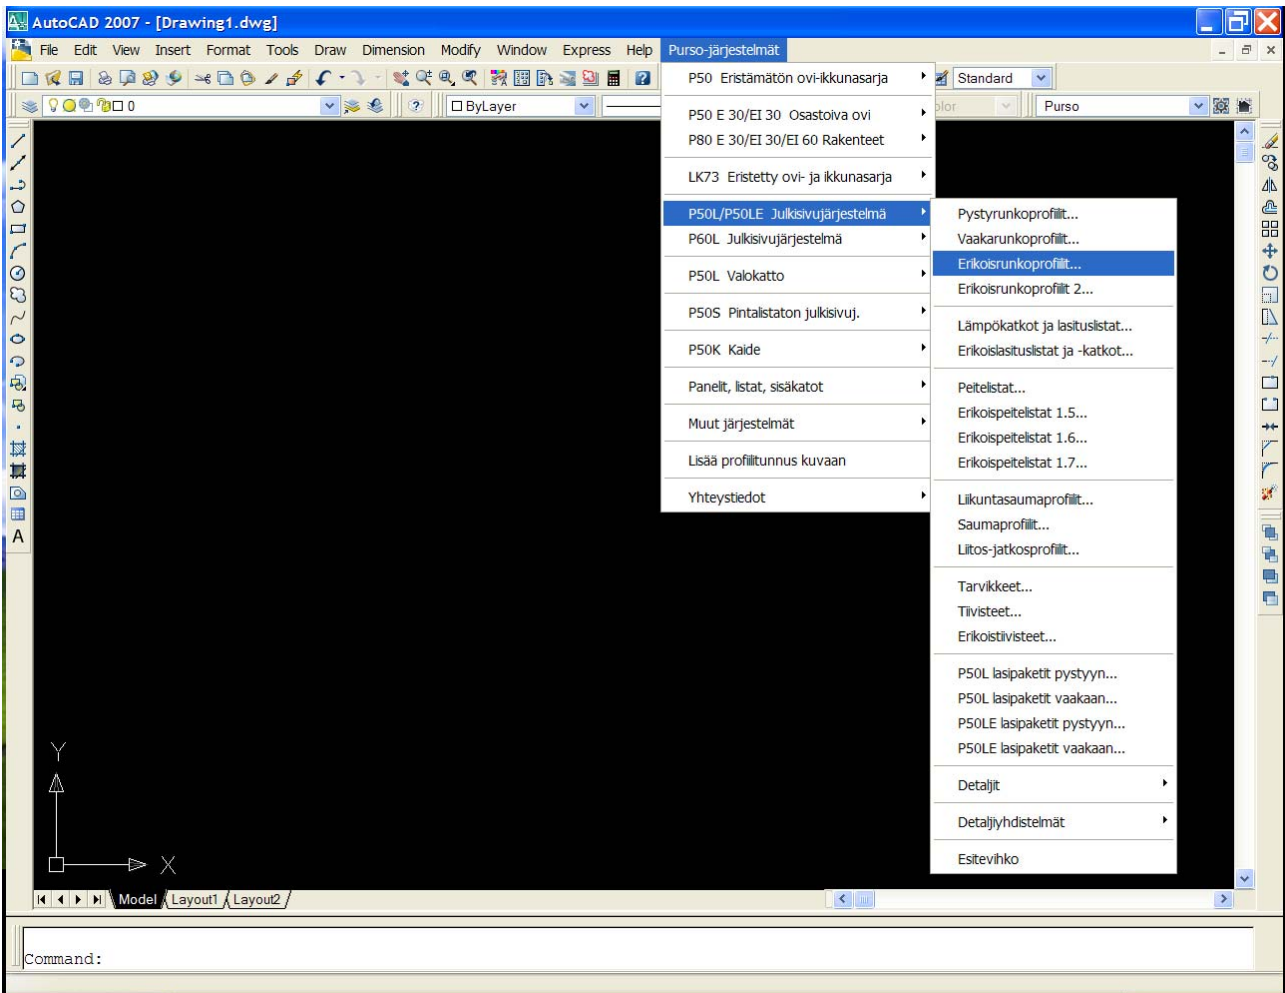 AutoCAD 2007 - [Drawing1.dwg]
File Edit View Insert Format Tools Draw Dimension Modify Window Express Help Purso-järjestelmät
P50 Eristämätön ovi-ikkunasarja
Standard
0
ByLayer
Purso
P50 E 30/EI 30 Osastoiva ovi
P80 E 30/EI 30/EI 60 Rakenteet
LK73 Eristetty ovi- ja ikkunasarja
P50L/P50LE Julkisivujärjestelmä
P60L Julkisivujärjestelmä
P50L Valokatto
P50S Pintalistaton julkisivuj.
P50K Kaide
Panelit, listat, sisäkatot
Muut järjestelmät
Lisää profiilitunnus kuvaan
Yhteystiedot
Pystyrunkoprofiilit...
Vaakarunkoprofiilit...
Erikoisrunkoprofiilit...
Erikoisrunkoprofiilit 2...
Lämpökatkot ja lasituslistat...
Erikoislasituslistat ja -katkot...
Peitelistat...
Erikoispeitelistat 1.5...
Erikoispeitelistat 1.6...
Erikoispeitelistat 1.7...
Liikuntasaumaprofiilit...
Saumaprofiilit...
Liitos-jatkosprofiilit...
Tarvikkeet...
Tiivisteet...
Erikoistiivisteet...
P50L lasipaketit pystyyn...
P50L lasipaketit vaakaan...
P50LE lasipaketit pystyyn...
P50LE lasipaketit vaakaan...
Detaljit
Detaljiyhdistelmät
Esitevihko
A
Y
X
Model Layout1 Layout2
Command: